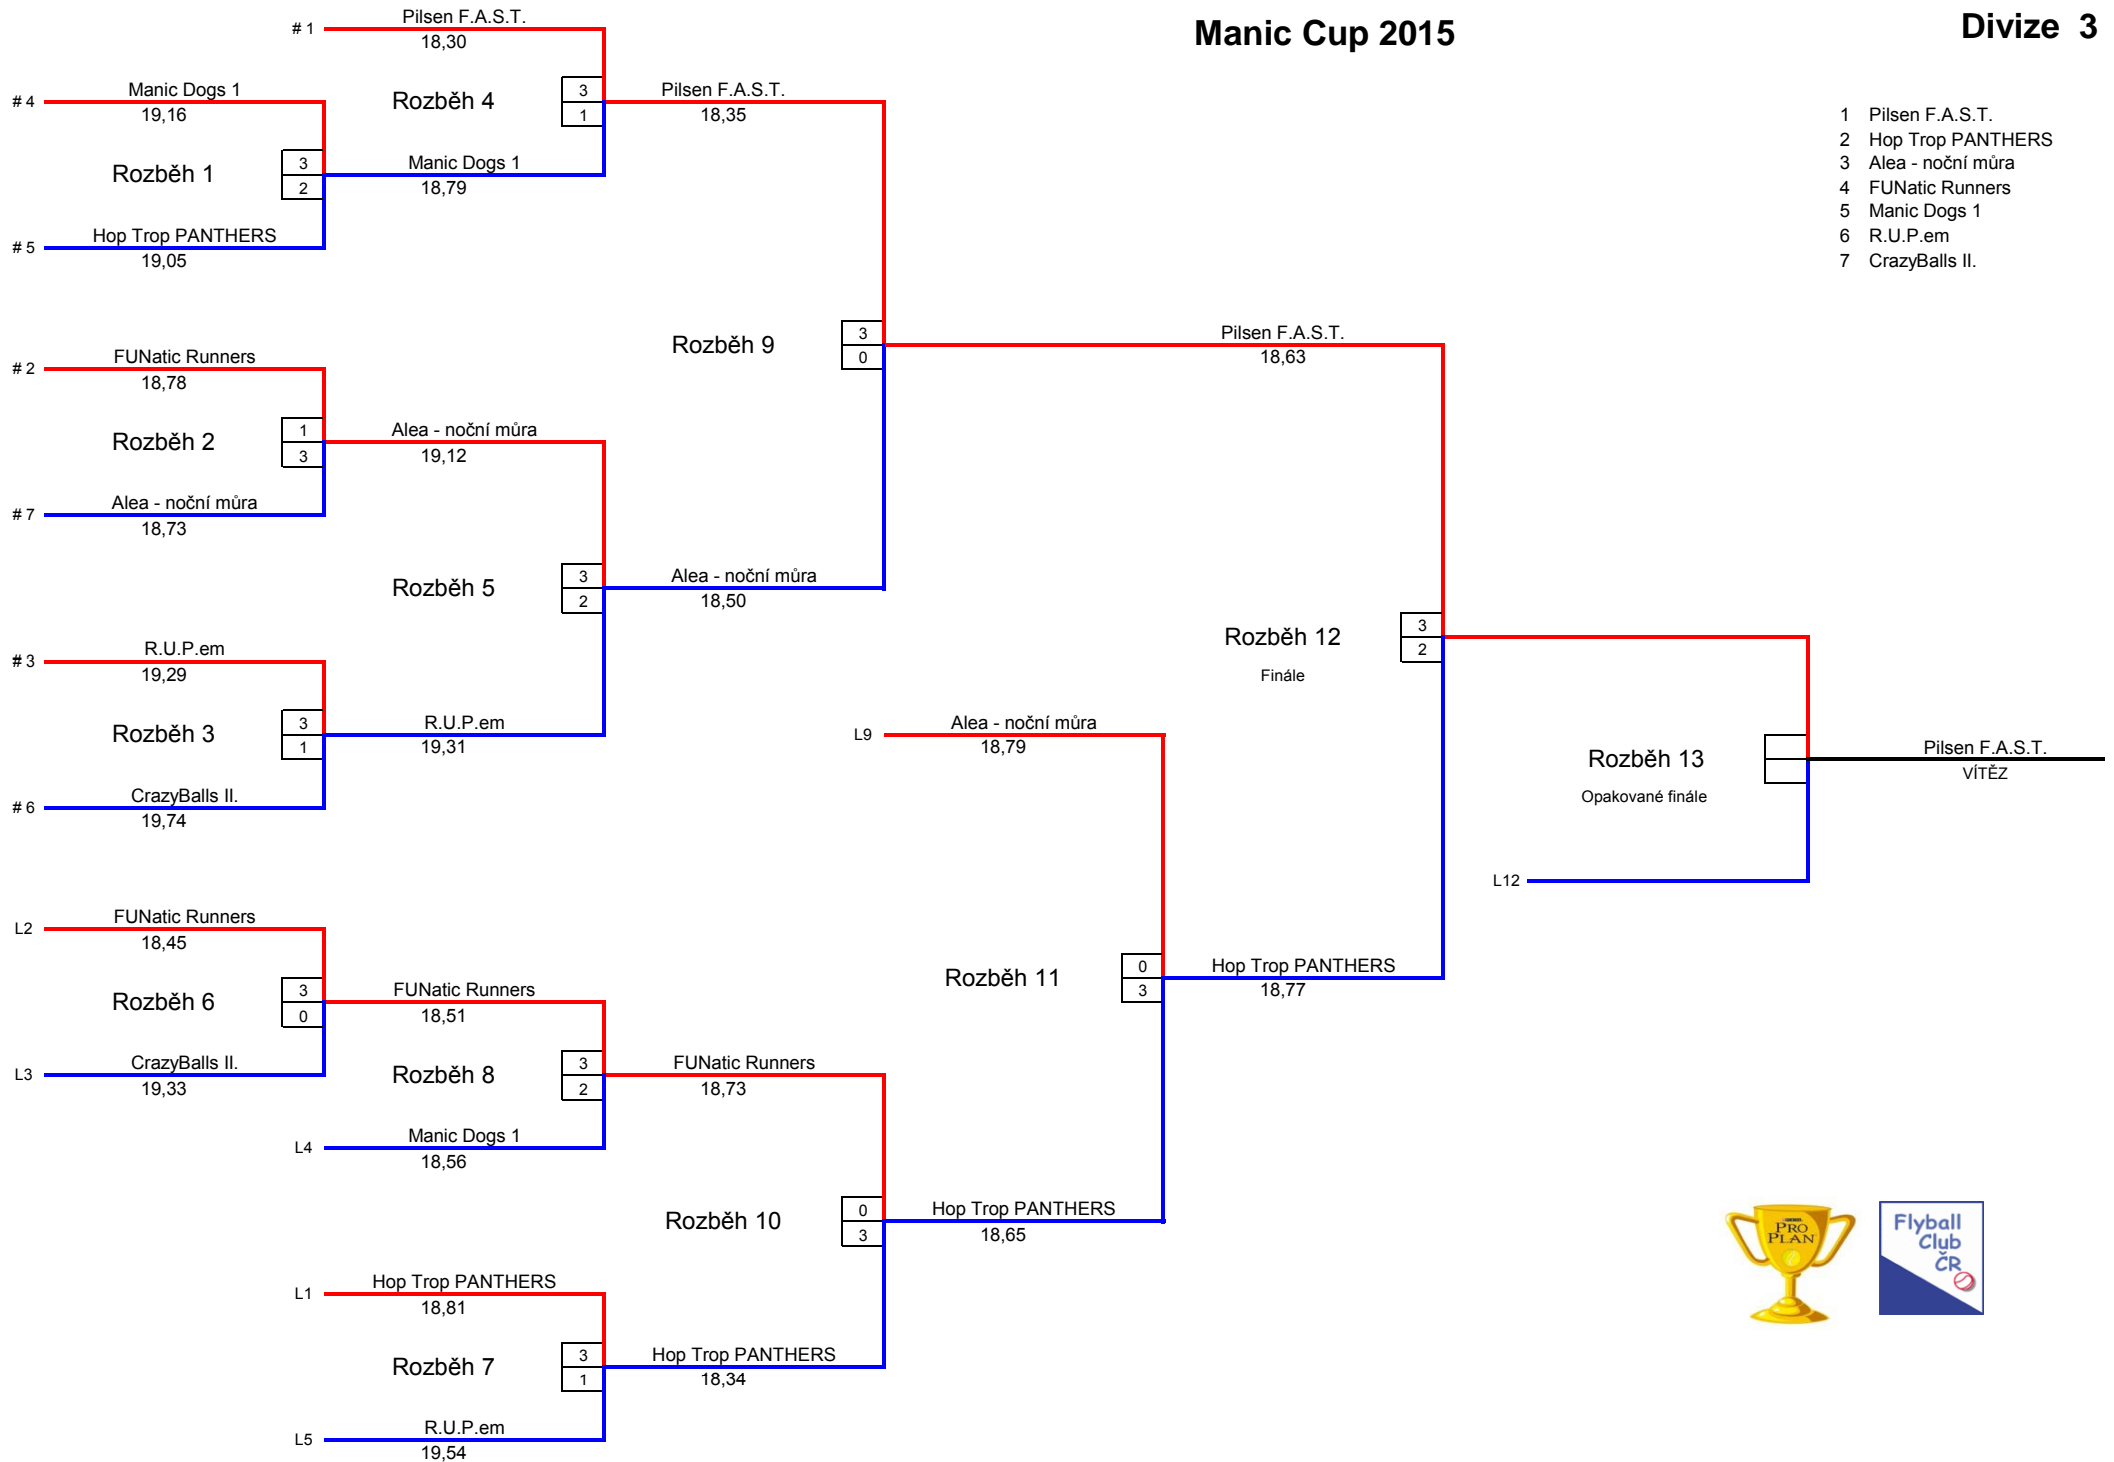 Manic Cup 2015
Divize 3
1 Pilsen F.A.S.T.
2 Hop Trop PANTHERS
3 Alea - noční můra
4 FUNatic Runners
5 Manic Dogs 1
6 R.U.P.em
7 CrazyBalls II.
# 1 Pilsen F.A.S.T.
18,30
# 4 Manic Dogs 1
19,16
Rozběh 4
3
1
Pilsen F.A.S.T.
18,35
Rozběh 1
3
2
Manic Dogs 1
18,79
# 5 Hop Trop PANTHERS
19,05
Rozběh 9
3
0
Pilsen F.A.S.T.
18,63
# 2 FUNatic Runners
18,78
Rozběh 2
1
3
Alea - noční můra
19,12
# 7 Alea - noční můra
18,73
Rozběh 5
3
2
Alea - noční můra
18,50
# 3 R.U.P.em
19,29
Rozběh 3
3
1
R.U.P.em
19,31
# 6 CrazyBalls II.
19,74
Rozběh 12
Finále
3
2
L9 Alea - noční můra
18,79
Rozběh 13
Opakované finále
Pilsen F.A.S.T.
VÍTĚZ
L12
L2 FUNatic Runners
18,45
Rozběh 6
3
0
FUNatic Runners
18,51
L3 CrazyBalls II.
19,33
Rozběh 8
3
2
FUNatic Runners
18,73
L4 Manic Dogs 1
18,56
Rozběh 11
0
3
Hop Trop PANTHERS
18,77
Rozběh 10
0
3
Hop Trop PANTHERS
18,65
L1 Hop Trop PANTHERS
18,81
Rozběh 7
3
1
Hop Trop PANTHERS
18,34
L5 R.U.P.em
19,54
PRO
PLAN
Flyball
Club
ČR